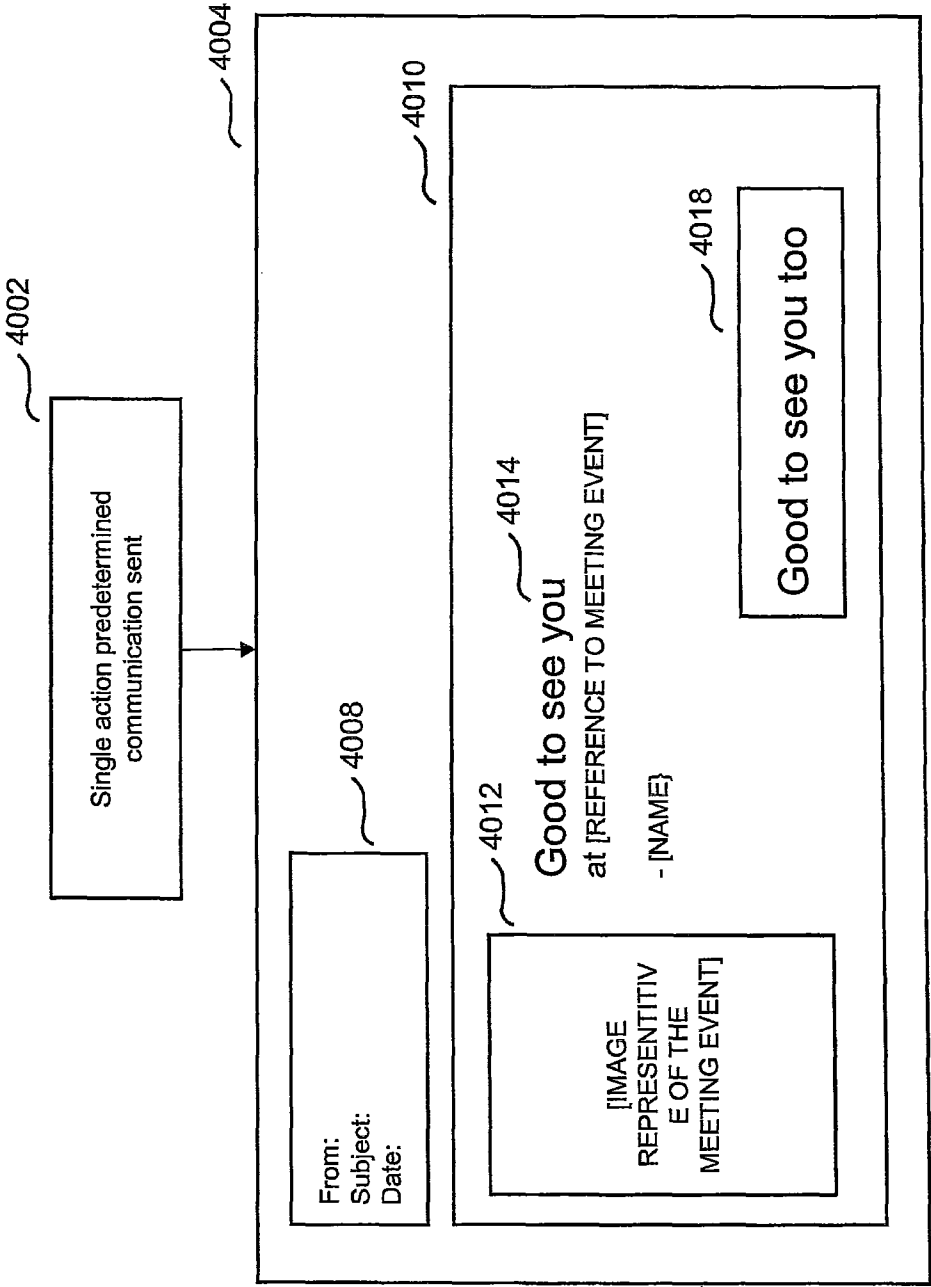 4002
Single action predetermined
communication sent
4004
4008
From:
Subject:
Date:
4010
4012
[IMAGE
REPRESENTITIV
E OF THE
MEETING EVENT]
Good to see you
4014
at [REFERENCE TO MEETING EVENT]
- [NAME}
4018
Good to see you too